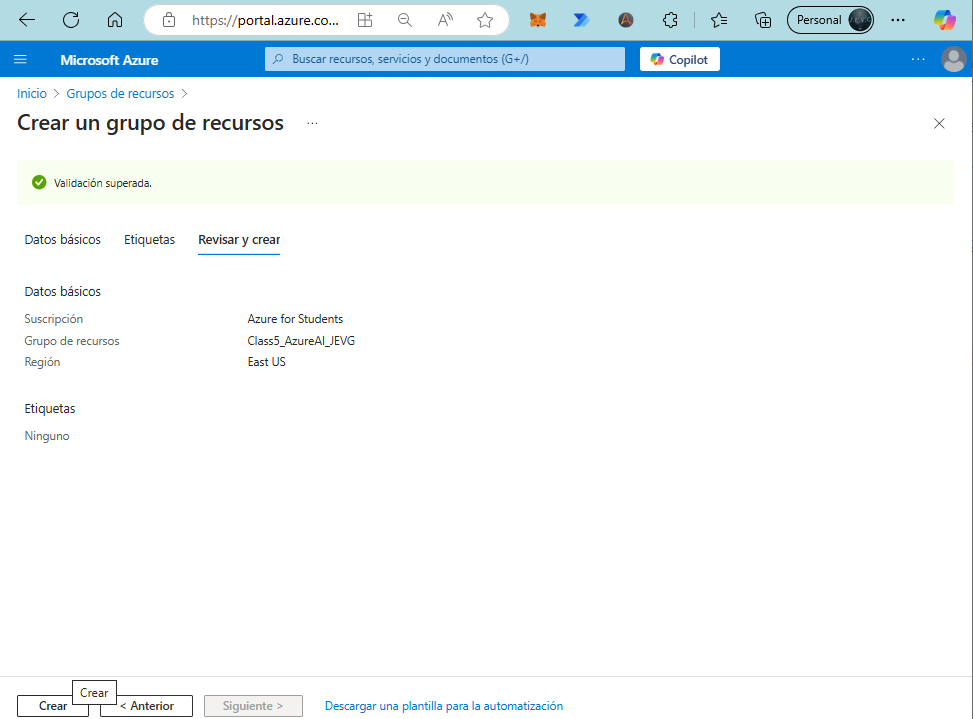 https://portal.azure.co... Personal
Microsoft Azure Buscar recursos, servicios y documentos (G+/) Copilot ...
Inicio > Grupos de recursos >
Crear un grupo de recursos ...
Validación superada.
Datos básicos Etiquetas Revisar y crear
Datos básicos
Suscripción Azure for Students
Grupo de recursos Class5_AzureAI_JEVG
Región East US
Etiquetas
Ninguno
Crear
Crear < Anterior Siguiente > Descargar una plantilla para la automatización